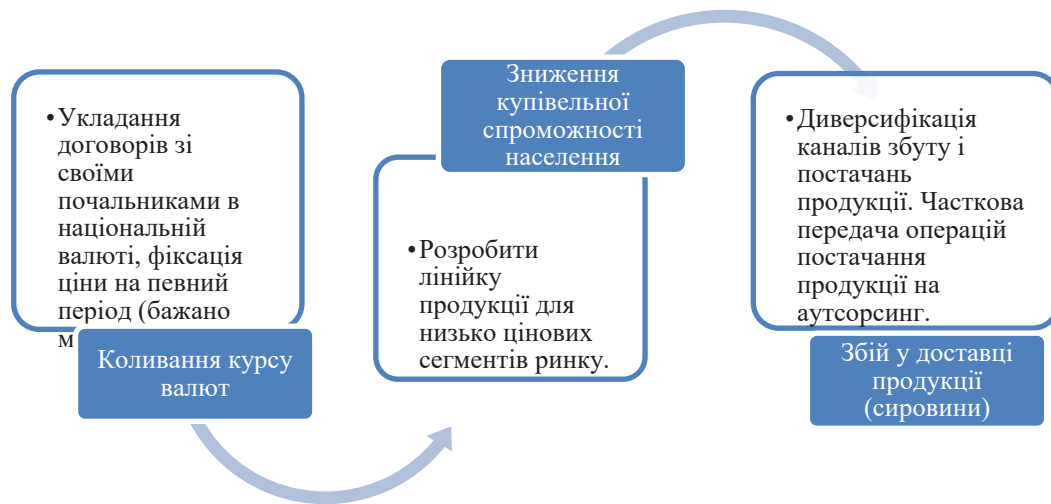 •Укладання
договорів зі
своїми
почальниками в
національній
валюті, фіксація
ціни на певний
період (бажано
Коливання курсу
валют
Зниження
купівельної
спроможності
населення
•Розробити
лінійку
продукції для
низько цінових
сегментів ринку.
•Диверсифікація
каналів збуту і
постачань
продукції. Часткова
передача операцій
постачання
продукції на
аутсорсинг.
Збій у доставці
продукції
(сировини)